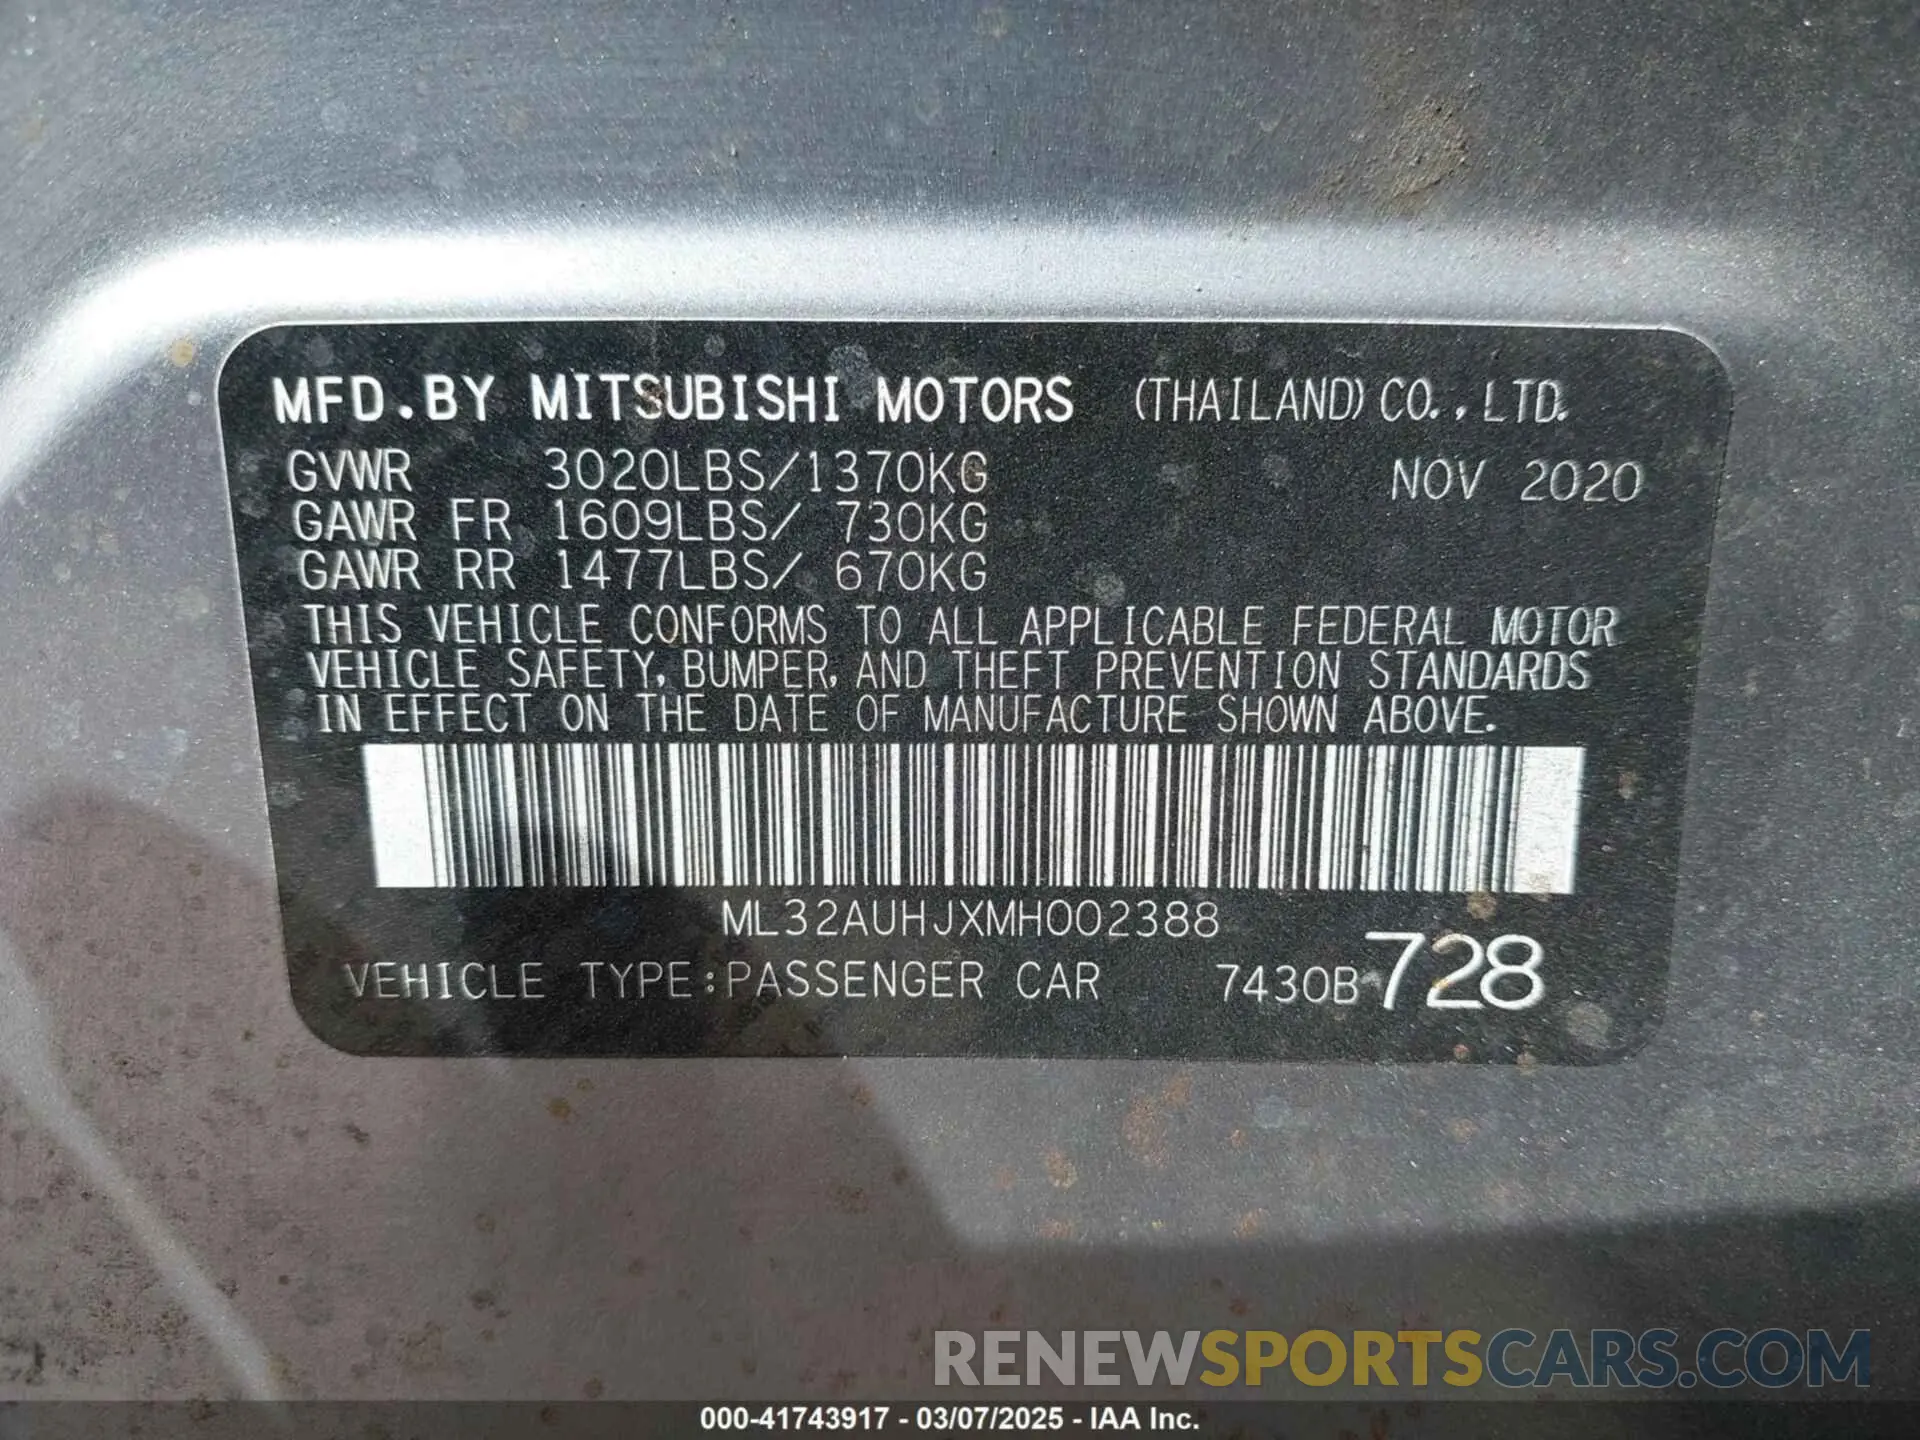 MFD.BY MITSUBISHI MOTORS (THAILAND) CO.,LTD.
GVWR 3020LBS/1370KG NOV 2020
GAWR FR 1609LBS/ 730KG
GAWR RR 1477LBS/ 670KG
THIS VEHICLE CONFORMS TO ALL APPLICABLE FEDERAL MOTOR
VEHICLE SAFETY, BUMPER, AND THEFT PREVENTION STANDARDS
IN EFFECT ON THE DATE OF MANUFACTURE SHOWN ABOVE.
ML32AUHJXMH002388
VEHICLE TYPE:PASSENGER CAR 7430B 728
RENEWSPORTSCARS.COM
000-41743917 - 03/07/2025 - IAA Inc.